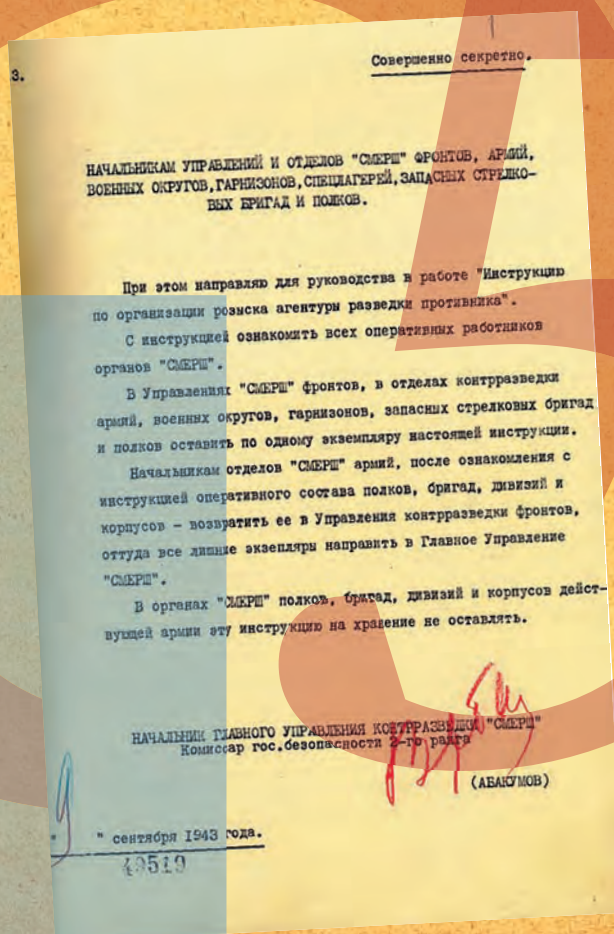 1
3.
Совершенно секретно.
НАЧАЛЬНИКАМ УПРАВЛЕНИЙ И ОТДЕЛОВ "СМЕРШ" ФРОНТОВ, АРМИЙ,
ВОЕННЫХ ОКРУГОВ, ГАРНИЗОНОВ, СПЕЦЛАГЕРЕЙ, ЗАПАСНЫХ СТРЕЛКО-
ВЫХ БРИГАД И ПОЛКОВ.
При этом направляю для руководства в работе "Инструкцию
по организации розыска агентуры разведки противника".
С инструкцией ознакомить всех оперативных работников
органов "СМЕРШ".
В Управлениях "СМЕРШ" фронтов, в отделах контрразведки
армий, военных округов, гарнизонов, запасных стрелковых бригад
и полков оставить по одному экземпляру настоящей инструкции.
Начальникам отделов "СМЕРШ" армий, после ознакомления с
инструкцией оперативного состава полков, бригад, дивизий и
корпусов – возвратить ее в Управления контрразведки фронтов,
оттуда все лишние экзепляры направить в Главное Управление
"СМЕРШ".
В органах "СМЕРШ" полков, бригад, дивизий и корпусов дейст-
вующей армии эту инструкцию на хранение не оставлять.
НАЧАЛЬНИК ГЛАВНОГО УПРАВЛЕНИЯ КОНТРРАЗВЕДКИ "СМЕРШ"
Комиссар гос.безопасности 2-го ранга
(АБАКУМОВ)
" 9 " сентября 1943 года.
49519